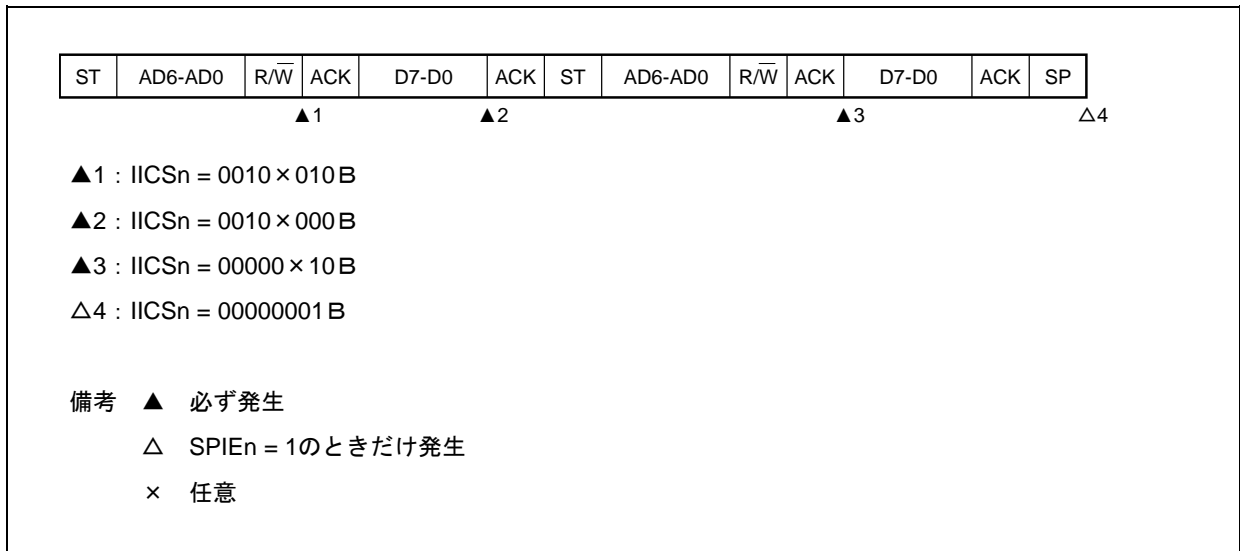 ST AD6-AD0 R/W̅ ACK D7-D0 ACK ST AD6-AD0 R/W̅ ACK D7-D0 ACK SP
▲1 ▲2 ▲3 △4
▲1：IICSn = 0010×010B
▲2：IICSn = 0010×000B
▲3：IICSn = 00000×10B
△4：IICSn = 00000001B
備考 ▲ 必ず発生
△ SPIEn = 1のときだけ発生
× 任意